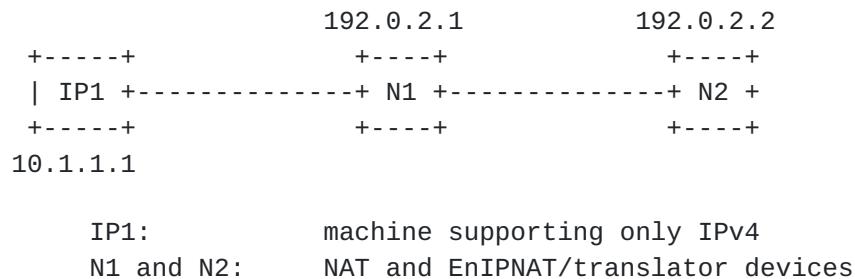 192.0.2.1 192.0.2.2
+-----+ +----+ +----+
| IP1 +--------------+ N1 +--------------+ N2 +
+-----+ +----+ +----+
10.1.1.1
IP1: machine supporting only IPv4
N1 and N2: NAT and EnIPNAT/translator devices